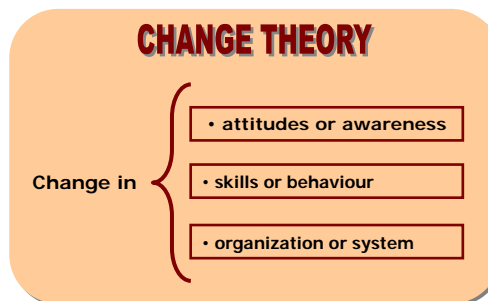 CHANGE THEORY
• attitudes or awareness
Change in
• skills or behaviour
• organization or system